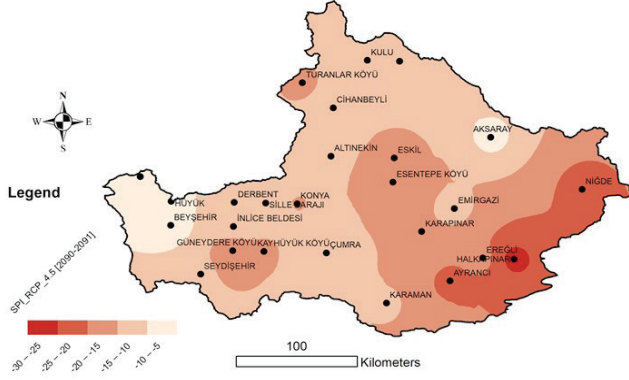 KULU
TURANLAR KÖYÜ
CİHANBEYLİ
AKSARAY
ALTINEKİN
ESKİL
ESENTEPE KÖYÜ
NİĞDE
N
W E
S
Legend
HÜYÜK
DERBENT
KONYA
SİLLE BARAJI
EMİRGAZİ
BEYŞEHİR
İNLİCE BELDESİ
KARAPINAR
GÜNEYDERE KÖYÜ
KAYHÜYÜK KÖYÜ
ÇUMRA
EREĞLİ
HALKAPINAR
SEYDİŞEHİR
AYRANCI
KARAMAN
SPI_RCP_4.5 [2090-2091]
-30 --25
-25 --20
-20 --15
-15 --10
-10 --5
100
Kilometers